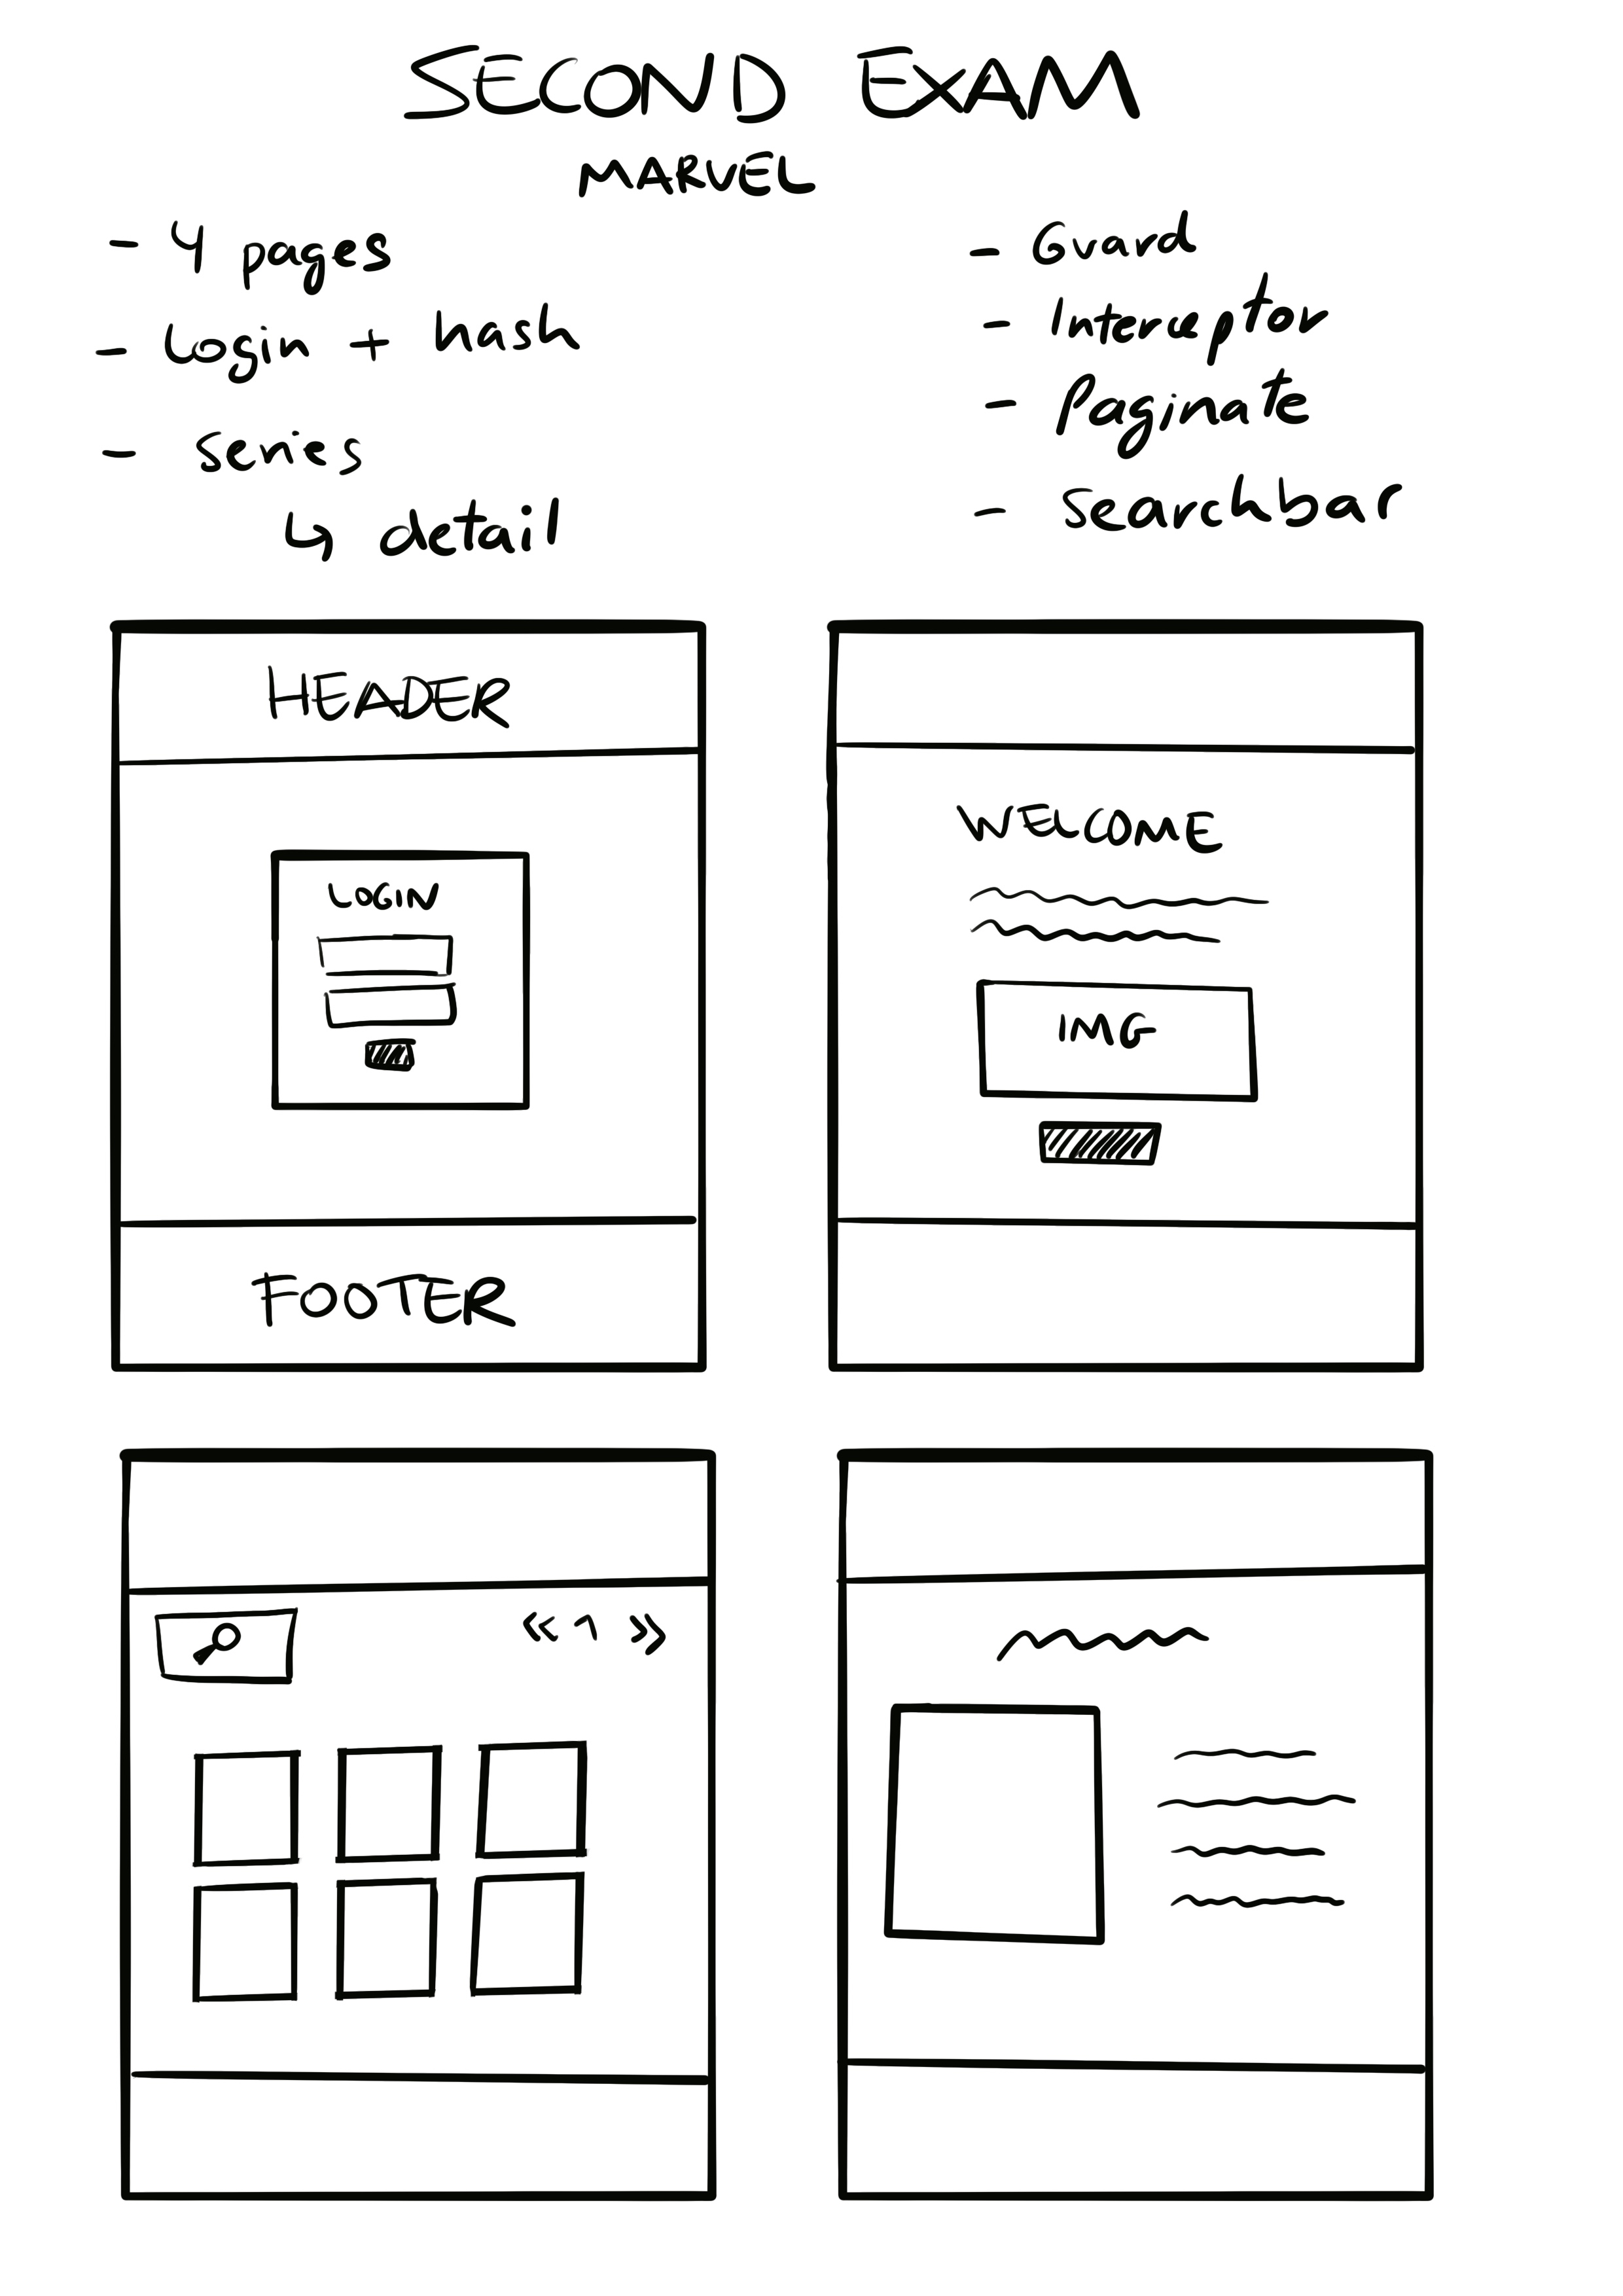 SECOND EXAM
MARVEL
- 4 pages
- Login + hash
- Series
↳ detail
- Guard
- Interceptor
- Paginate
- Searchbar
HEADER
LOGIN
FOOTER
WELCOME
IMG
<< 1 >>